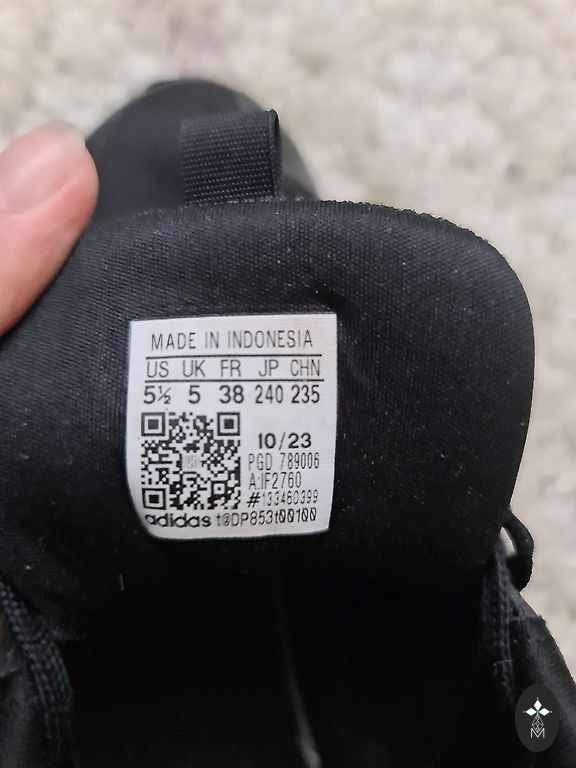 MADE IN INDONESIA
US UK FR JP CHN
5½ 5 38 240 235
10/23
PGD 789006
A:IF2760
#133460399
adidas t@DP853t00100
M